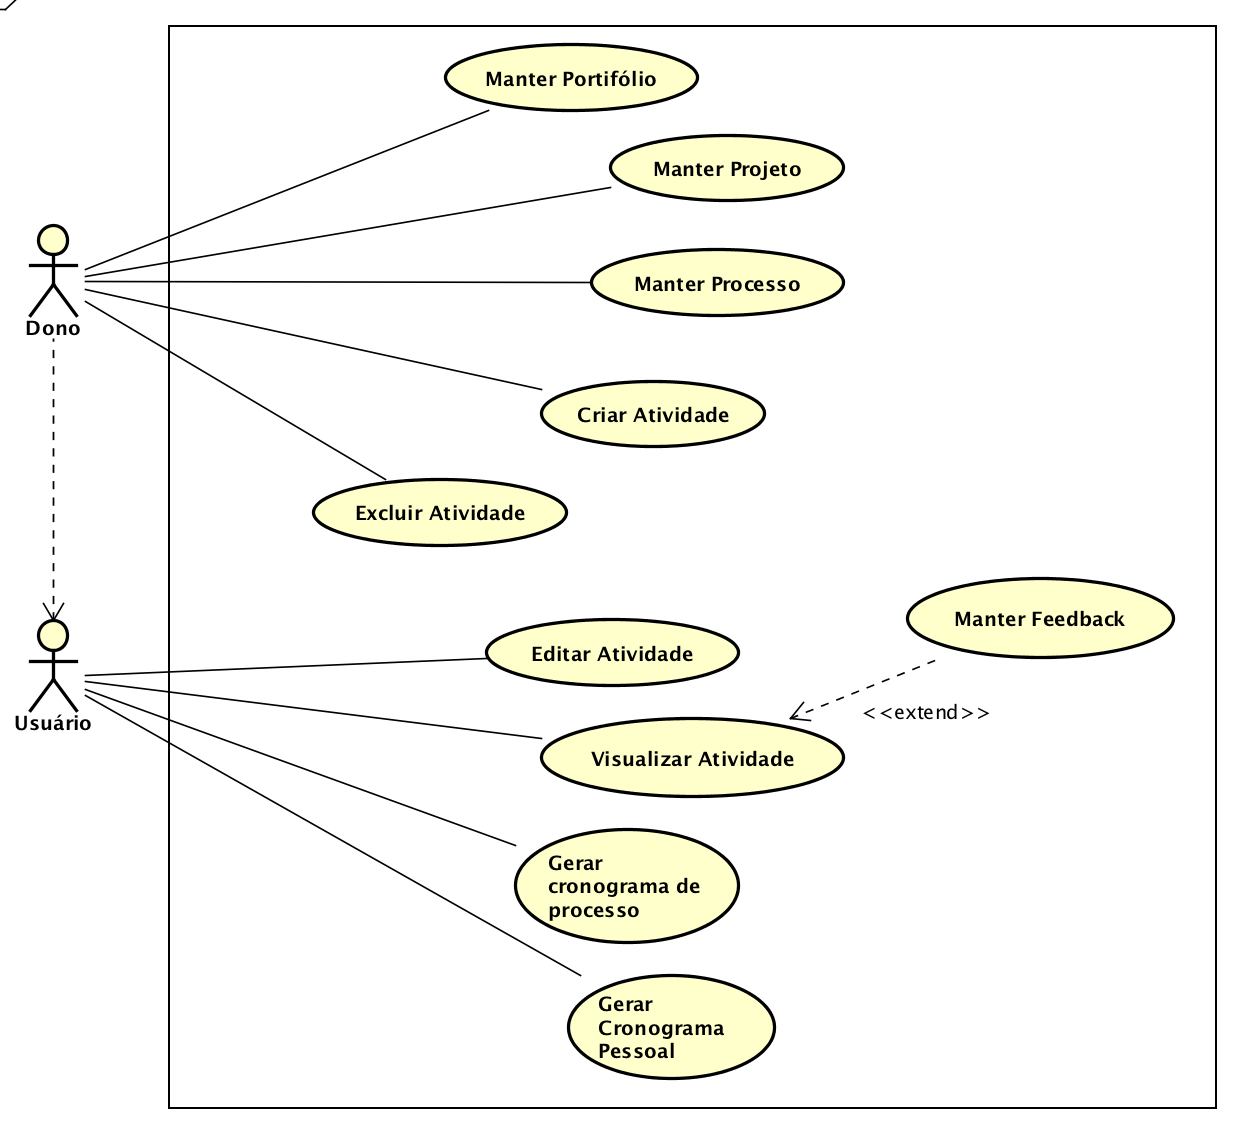 Manter Portifólio
Manter Projeto
Manter Processo
Dono
Criar Atividade
Excluir Atividade
Manter Feedback
Editar Atividade
<<extend>>
Usuário
Visualizar Atividade
Gerar
cronograma de
processo
Gerar
Cronograma
Pessoal